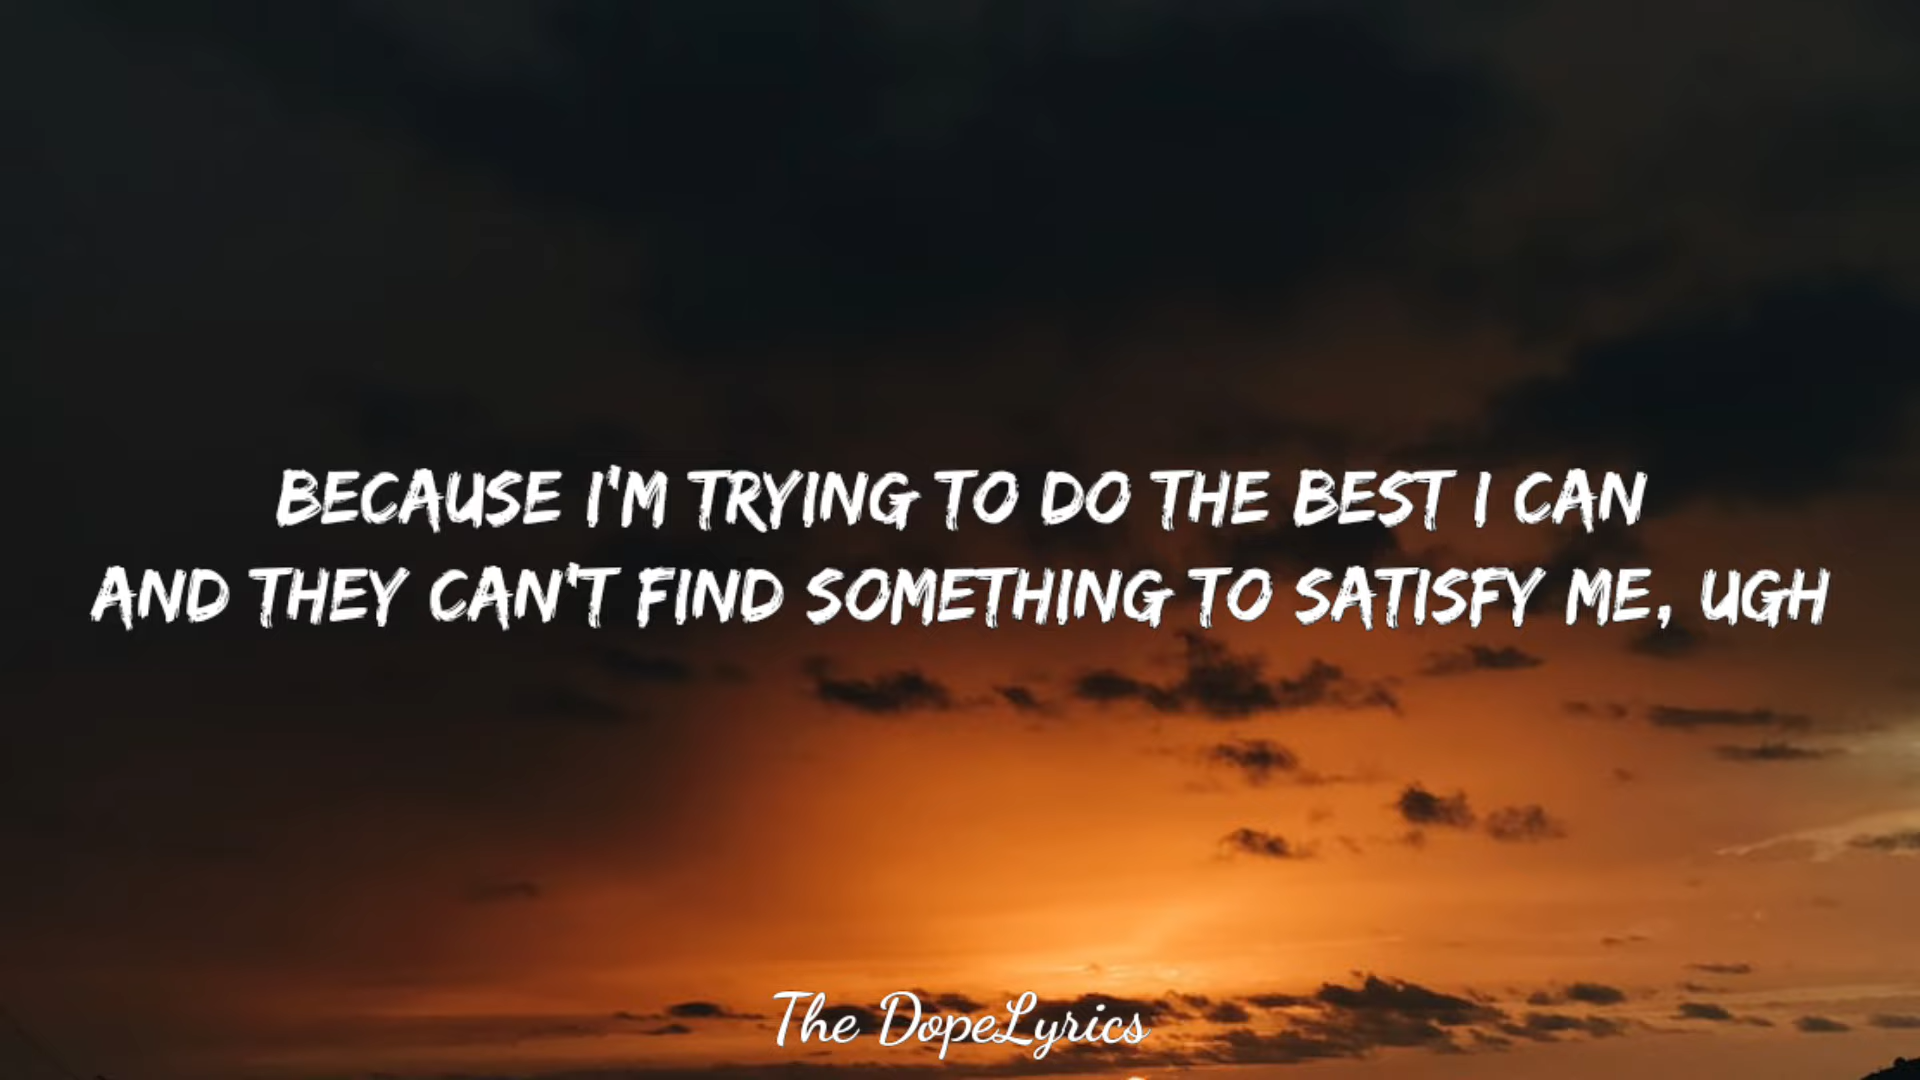 BECAUSE I'M TRYING TO DO THE BEST I CAN
AND THEY CAN'T FIND SOMETHING TO SATISFY ME, UGH
The DopeLyrics